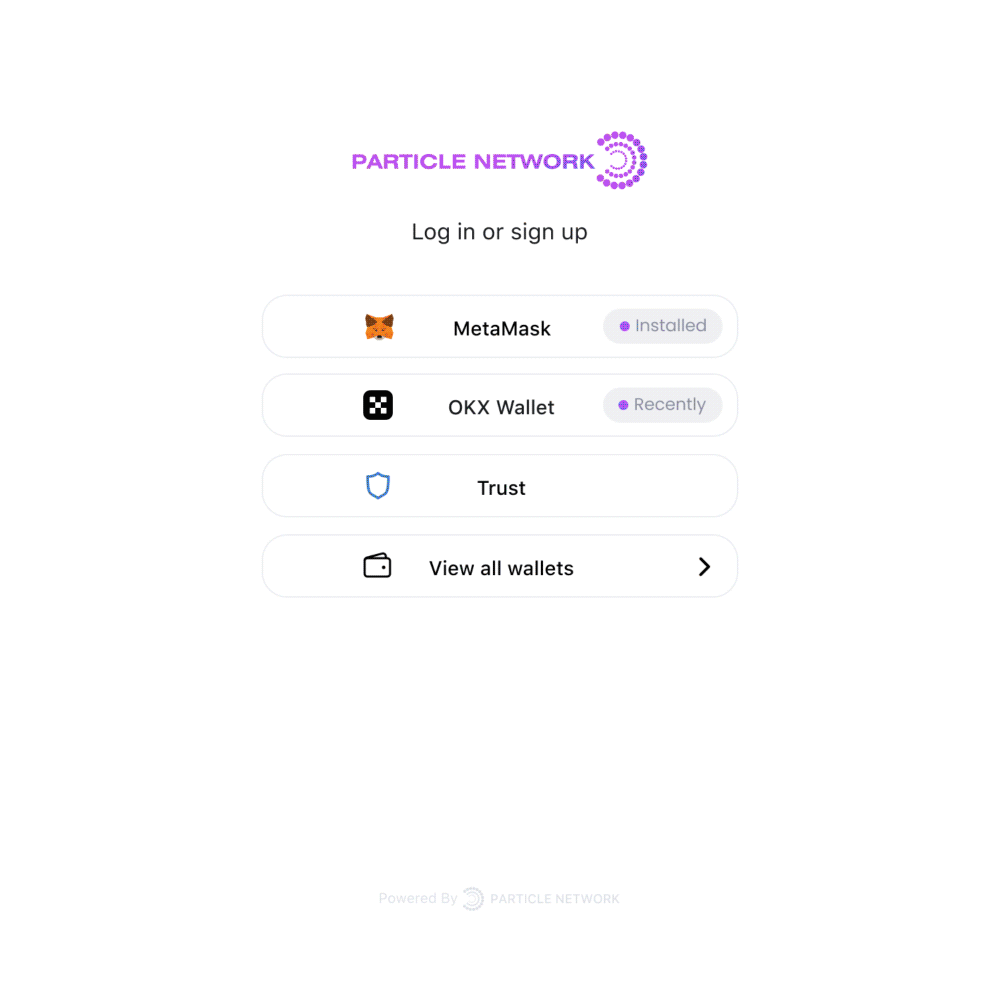 PARTICLE NETWORK
Log in or sign up
MetaMask Installed
OKX Wallet Recently
Trust
View all wallets
Powered By PARTICLE NETWORK